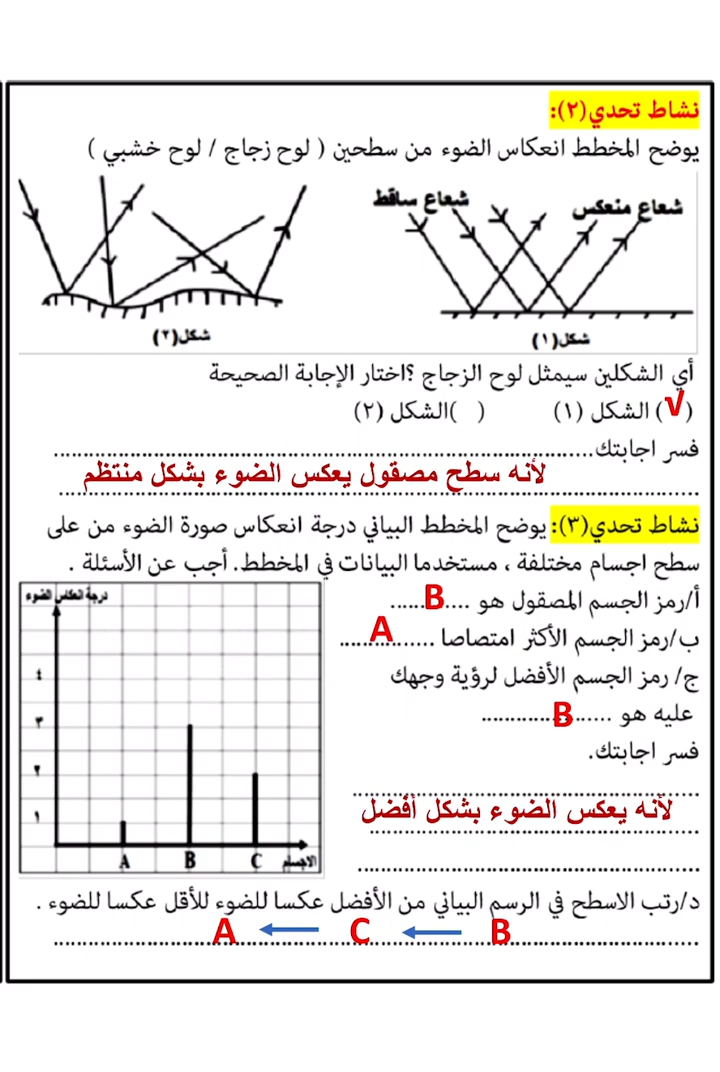 نشاط تحدي(٢):
يوضح المخطط انعكاس الضوء من سطحين ( لوح زجاج / لوح خشبي )
شعاع ساقط
شعاع منعكس
شكل(١)
شكل(٢)
أي الشكلين سيمثل لوح الزجاج ؟اختار الإجابة الصحيحة
(√) الشكل (١) ( )الشكل (٢)
فسر اجابتك.....................................................................
لأنه سطح مصقول يعكس الضوء بشكل منتظم
نشاط تحدي(٣): يوضح المخطط البياني درجة انعكاس صورة الضوء من على
سطح اجسام مختلفة ، مستخدما البيانات في المخطط. أجب عن الأسئلة .
أ/رمز الجسم المصقول هو ....B......
ب/رمز الجسم الأكثر امتصاصا ......A......
ج/ رمز الجسم الأفضل لرؤية وجهك
عليه هو ......B..........
فسر اجابتك.
لأنه يعكس الضوء بشكل أفضل
درجة انعكاس الضوء
٤
٣
٢
١
A B C الاجسام
د/رتب الاسطح في الرسم البياني من الأفضل عكسا للضوء للأقل عكسا للضوء .
B ← C ← A